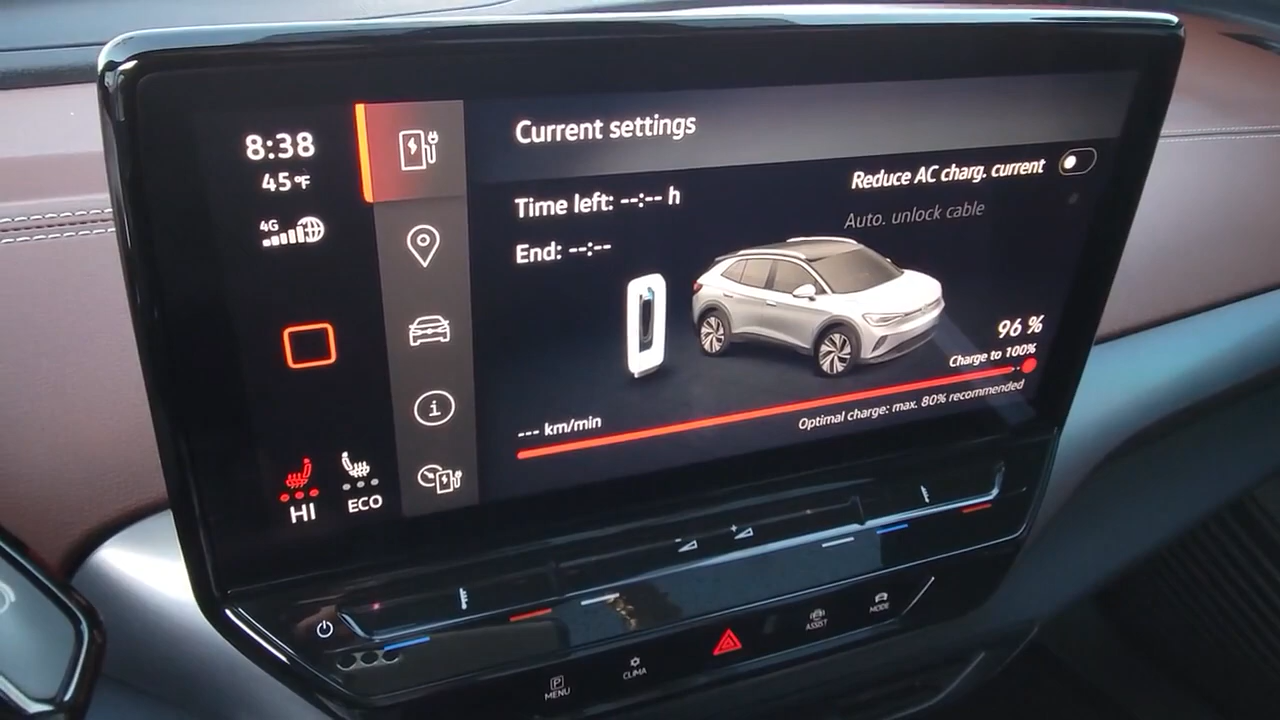 8:38
45°F
4G
HI
ECO
Current settings
Time left: --:-- h
End: --:--
Reduce AC charg. current
Auto. unlock cable
96 %
Charge to 100%
--- km/min
Optimal charge: max. 80% recommended
P
MENU
CLIMA
ASSIST
MODE